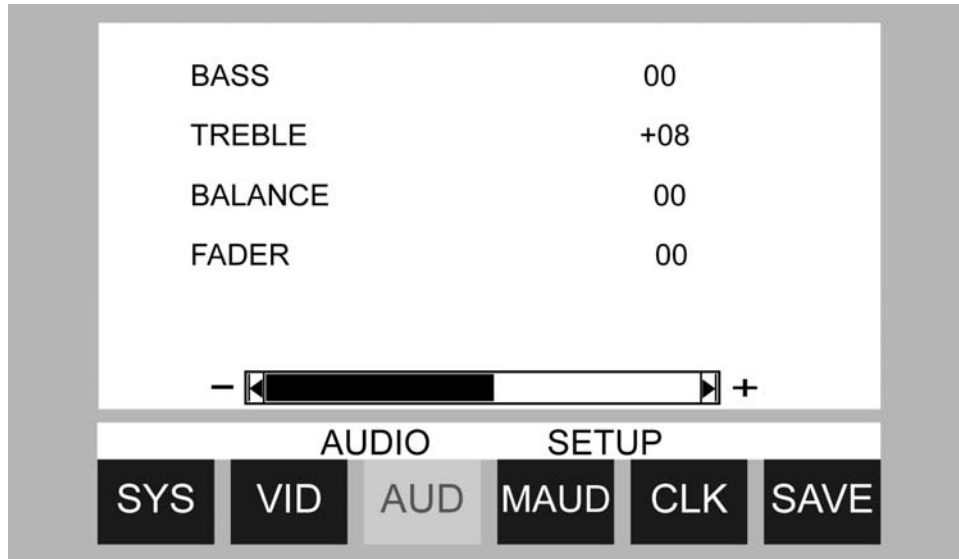 BASS 00
TREBLE +08
BALANCE 00
FADER 00
- +
AUDIO SETUP
SYS VID AUD MAUD CLK SAVE